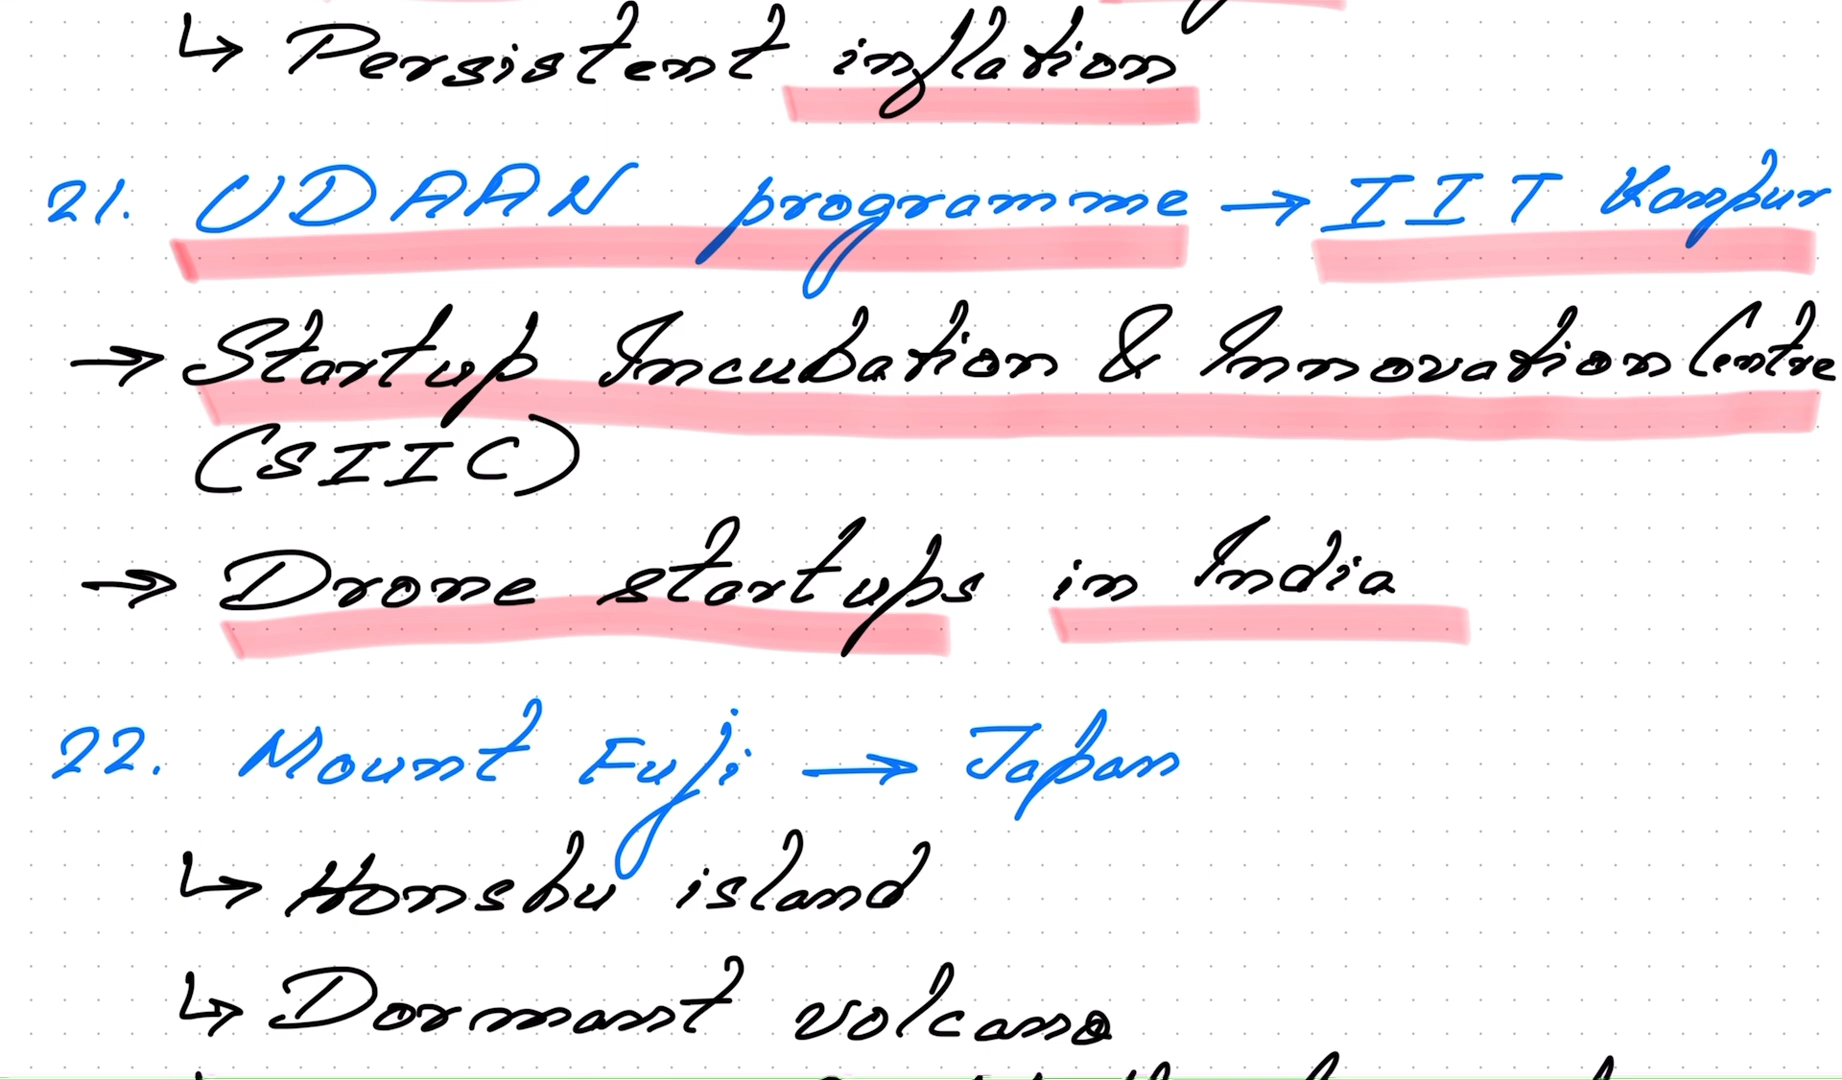 ↳ Persistent inflation
21. UDAAN programme → IIT Kanpur
→ Startup Incubation & Innovation Centre
(SIIC)
→ Drone startups in India
22. Mount Fuji → Japan
↳ Honshu island
↳ Dormant volcano